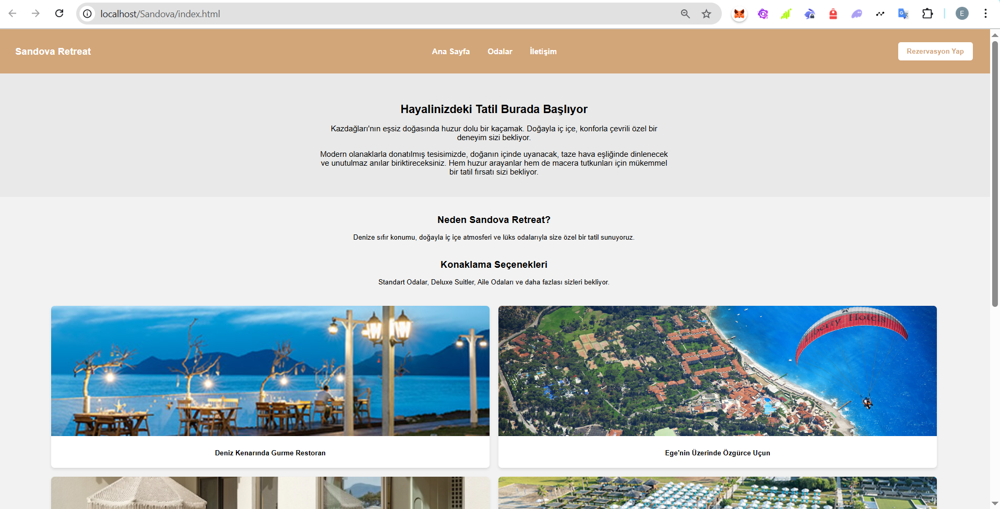 localhost/Sandova/index.html
E
Sandova Retreat
Ana Sayfa
Odalar
İletişim
Rezervasyon Yap
Hayalinizdeki Tatil Burada Başlıyor
Kazdağları'nın eşsiz doğasında huzur dolu bir kaçamak. Doğayla iç içe, konforla çevrili özel bir
deneyim sizi bekliyor.
Modern olanaklarla donatılmış tesisimizde, doğanın içinde uyanacak, taze hava eşliğinde dinlenecek
ve unutulmaz anılar biriktireceksiniz. Hem huzur arayanlar hem de macera tutkunları için mükemmel
bir tatil fırsatı sizi bekliyor.
Neden Sandova Retreat?
Denize sıfır konumu, doğayla iç içe atmosferi ve lüks odalarıyla size özel bir tatil sunuyoruz.
Konaklama Seçenekleri
Standart Odalar, Deluxe Suitler, Aile Odaları ve daha fazlası sizleri bekliyor.
berty Hotels
Deniz Kenarında Gurme Restoran
Ege'nin Üzerinde Özgürce Uçun